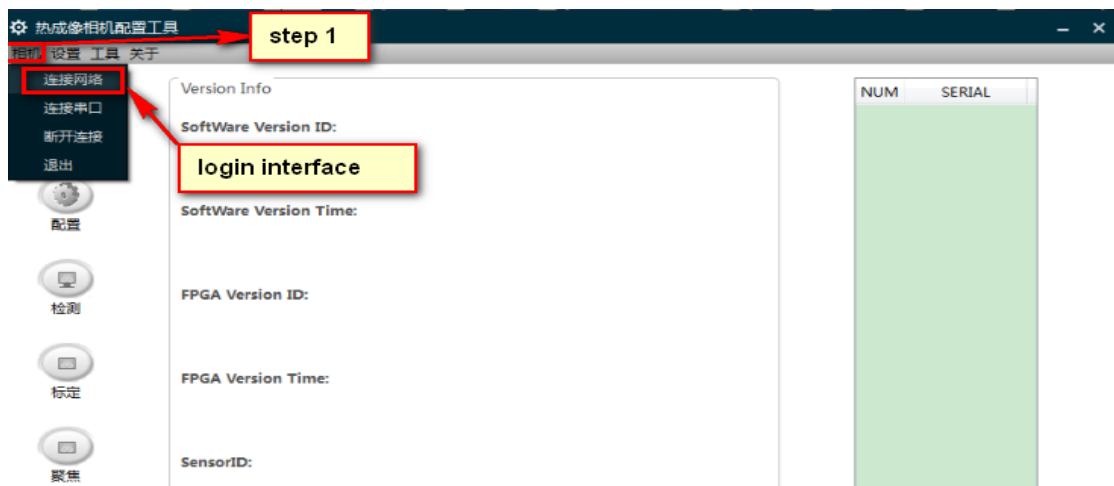 热成像相机配置工具
step 1
相机 设置 工具 关于
连接网络
连接串口
断开连接
退出
login interface
配置
检测
标定
聚焦
Version Info
SoftWare Version ID:
SoftWare Version Time:
FPGA Version ID:
FPGA Version Time:
SensorID:
NUM SERIAL